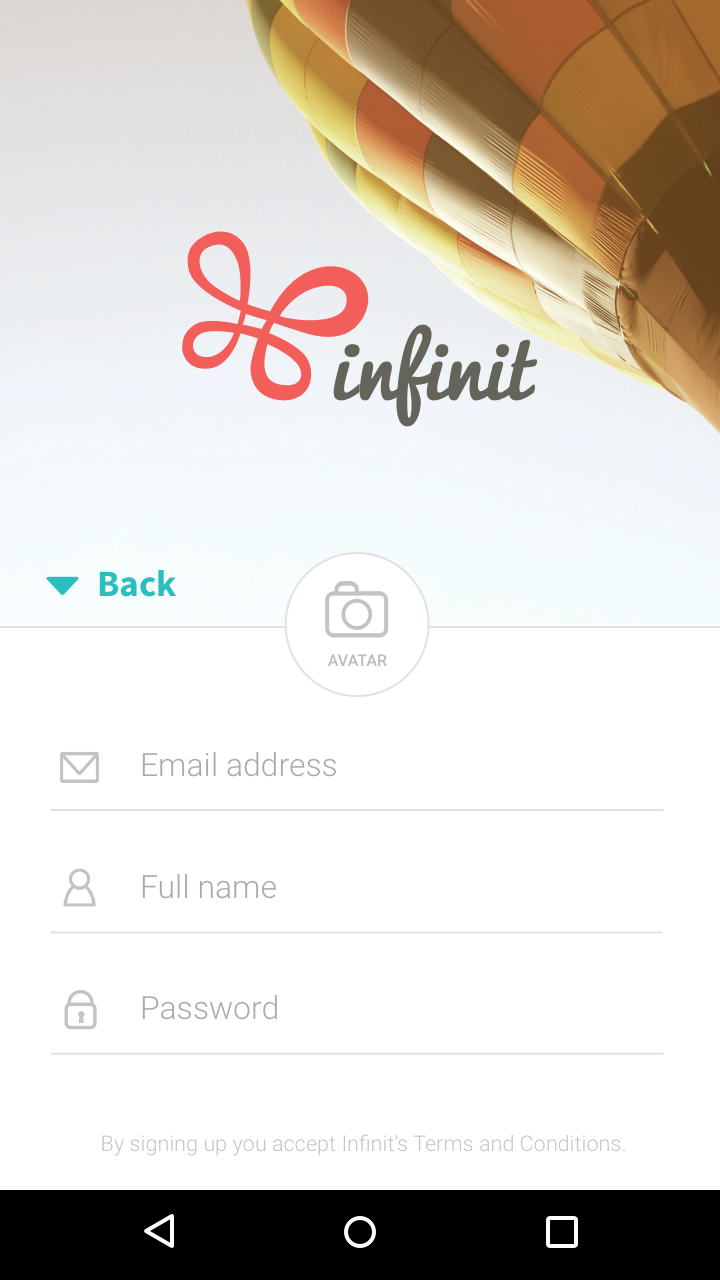 infinit
Back
AVATAR
Email address
Full name
Password
By signing up you accept Infinit's Terms and Conditions.